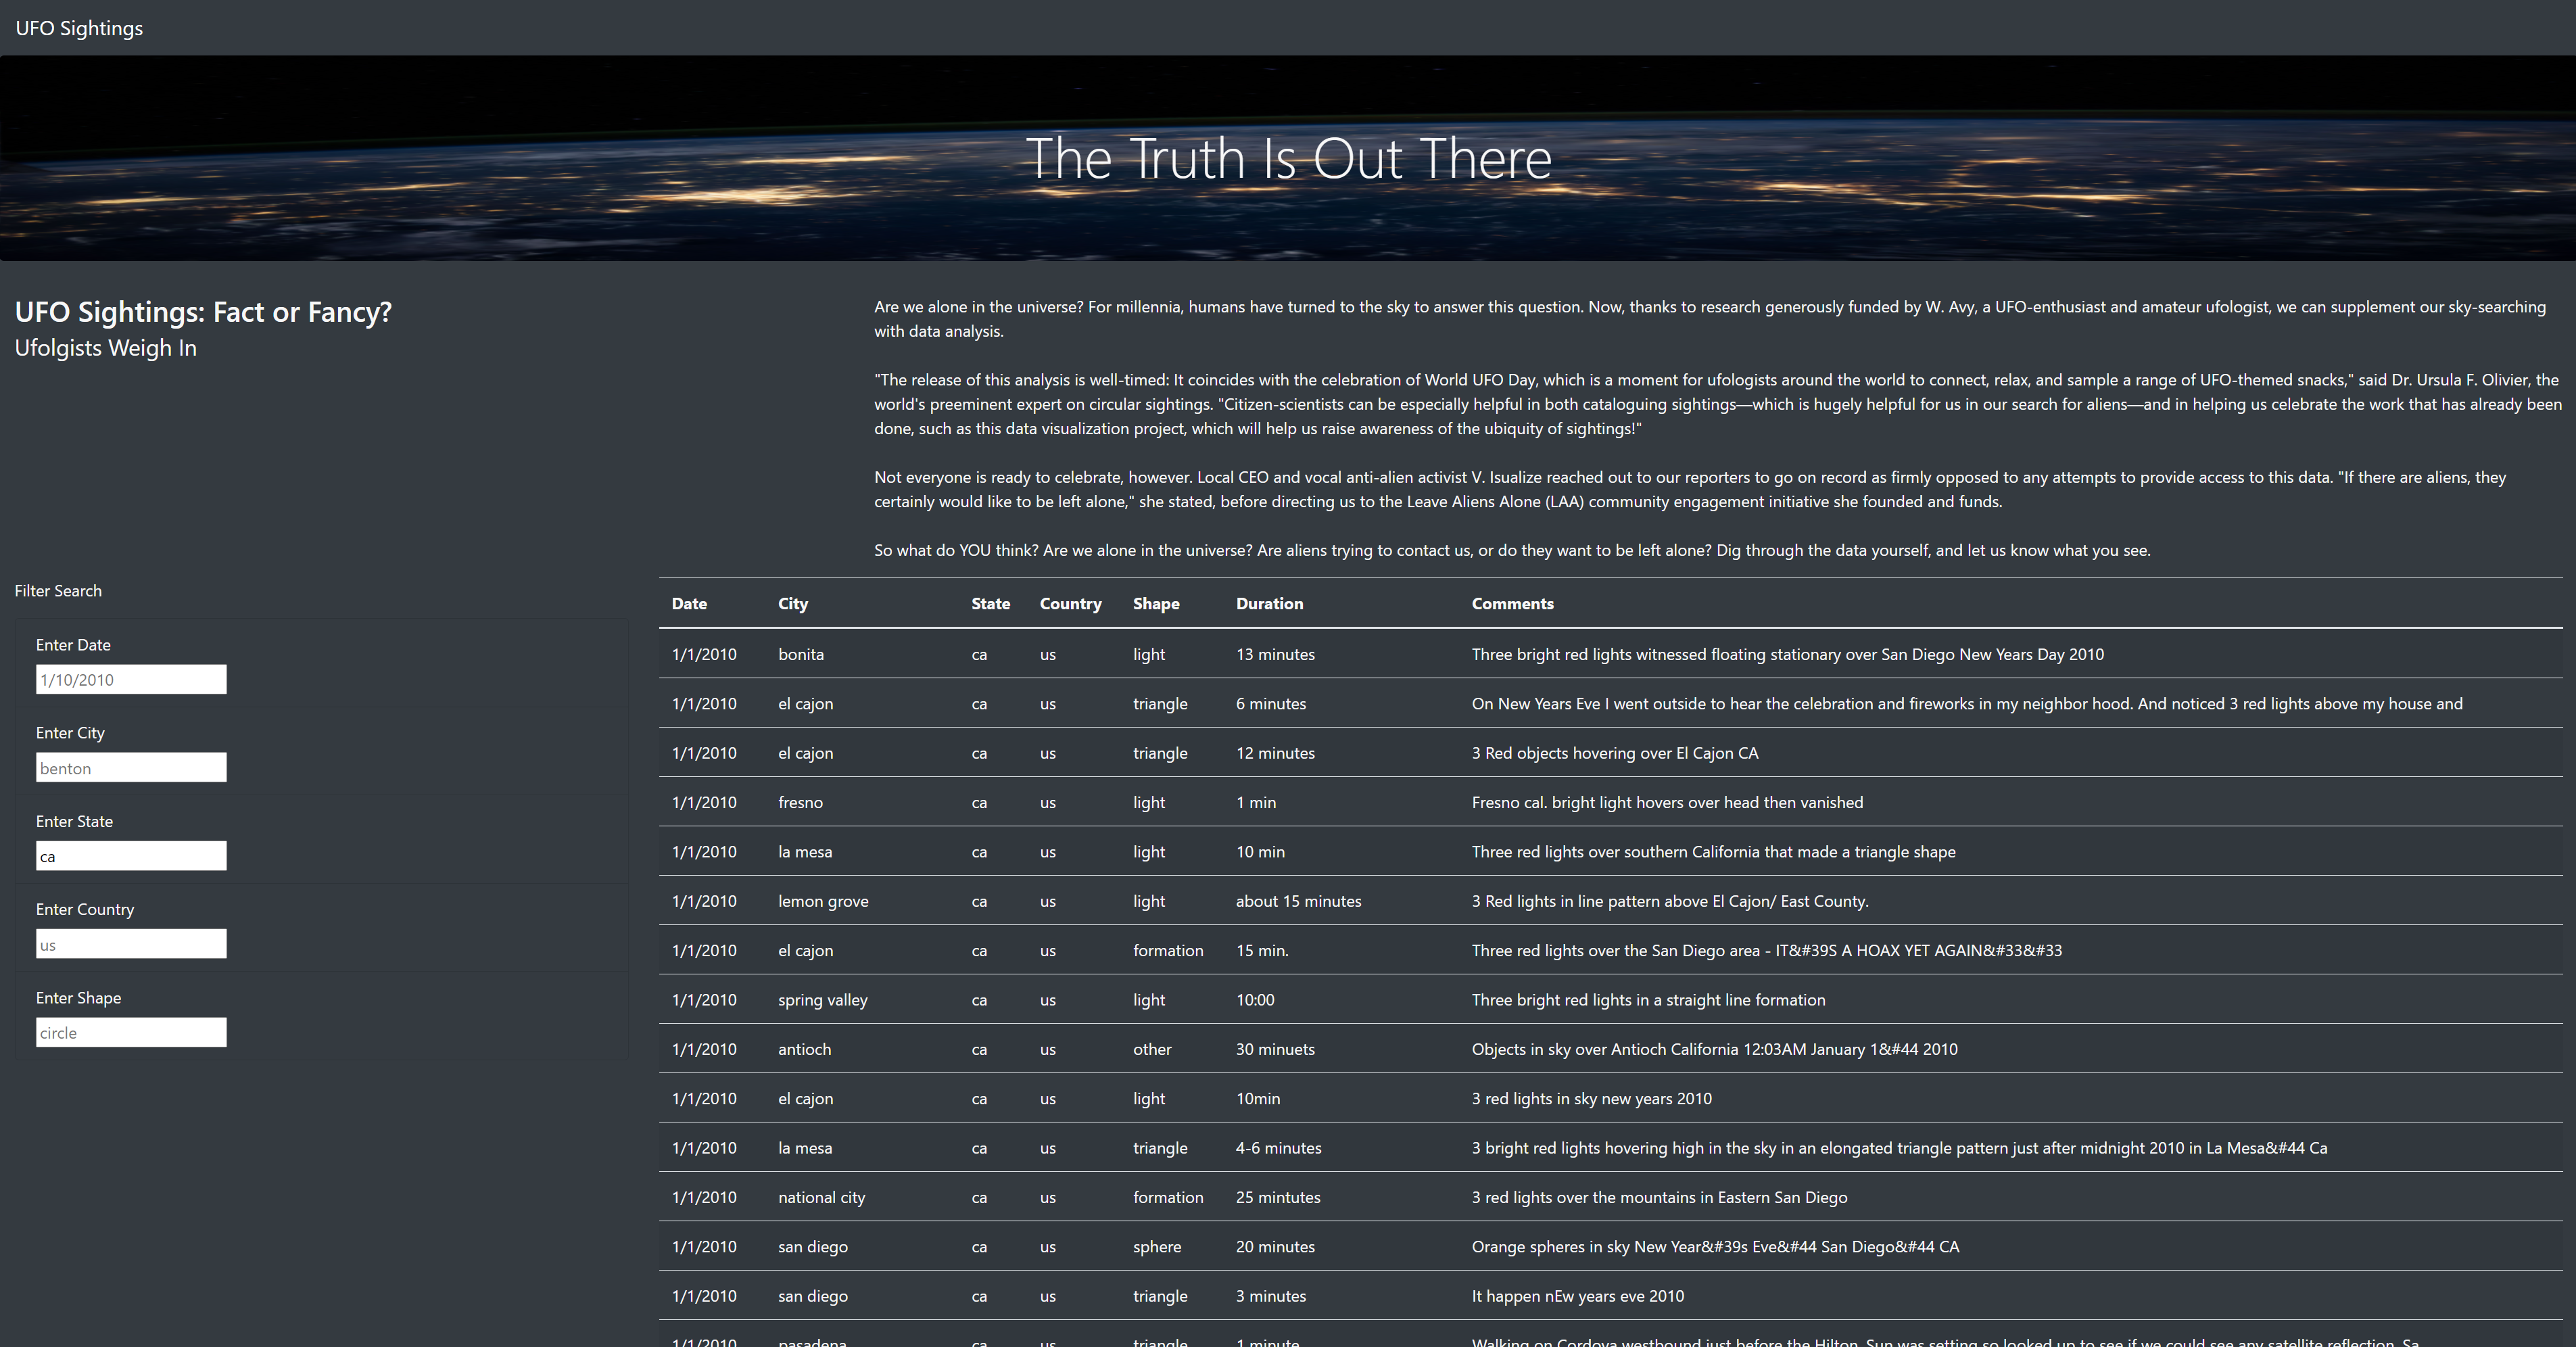 UFO Sightings
The Truth Is Out There
UFO Sightings: Fact or Fancy?
Ufolgists Weigh In
Are we alone in the universe? For millennia, humans have turned to the sky to answer this question. Now, thanks to research generously funded by W. Avy, a UFO-enthusiast and amateur ufologist, we can supplement our sky-searching
with data analysis.
"The release of this analysis is well-timed: It coincides with the celebration of World UFO Day, which is a moment for ufologists around the world to connect, relax, and sample a range of UFO-themed snacks," said Dr. Ursula F. Olivier, the
world's preeminent expert on circular sightings. "Citizen-scientists can be especially helpful in both cataloguing sightings—which is hugely helpful for us in our search for aliens—and in helping us celebrate the work that has already been
done, such as this data visualization project, which will help us raise awareness of the ubiquity of sightings!"
Not everyone is ready to celebrate, however. Local CEO and vocal anti-alien activist V. Isualize reached out to our reporters to go on record as firmly opposed to any attempts to provide access to this data. "If there are aliens, they
certainly would like to be left alone," she stated, before directing us to the Leave Aliens Alone (LAA) community engagement initiative she founded and funds.
So what do YOU think? Are we alone in the universe? Are aliens trying to contact us, or do they want to be left alone? Dig through the data yourself, and let us know what you see.
Filter Search
Enter Date
1/10/2010
Enter City
benton
Enter State
ca
Enter Country
us
Enter Shape
circle
Date City State Country Shape Duration Comments
1/1/2010 bonita ca us light 13 minutes Three bright red lights witnessed floating stationary over San Diego New Years Day 2010
1/1/2010 el cajon ca us triangle 6 minutes On New Years Eve I went outside to hear the celebration and fireworks in my neighbor hood. And noticed 3 red lights above my house and
1/1/2010 el cajon ca us triangle 12 minutes 3 Red objects hovering over El Cajon CA
1/1/2010 fresno ca us light 1 min Fresno cal. bright light hovers over head then vanished
1/1/2010 la mesa ca us light 10 min Three red lights over southern California that made a triangle shape
1/1/2010 lemon grove ca us light about 15 minutes 3 Red lights in line pattern above El Cajon/ East County.
1/1/2010 el cajon ca us formation 15 min. Three red lights over the San Diego area - IT&#39S A HOAX YET AGAIN&#33&#33
1/1/2010 spring valley ca us light 10:00 Three bright red lights in a straight line formation
1/1/2010 antioch ca us other 30 minuets Objects in sky over Antioch California 12:03AM January 1&#44 2010
1/1/2010 el cajon ca us light 10min 3 red lights in sky new years 2010
1/1/2010 la mesa ca us triangle 4-6 minutes 3 bright red lights hovering high in the sky in an elongated triangle pattern just after midnight 2010 in La Mesa&#44 Ca
1/1/2010 national city ca us formation 25 mintutes 3 red lights over the mountains in Eastern San Diego
1/1/2010 san diego ca us sphere 20 minutes Orange spheres in sky New Year&#39s Eve&#44 San Diego&#44 CA
1/1/2010 san diego ca us triangle 3 minutes It happen nEw years eve 2010
1/1/2010 pasadena ca us triangle 1 minute Walking on Cordova westbound just before the Hilton. Sun was setting so looked up to see if we could see any satellite reflection. Sa